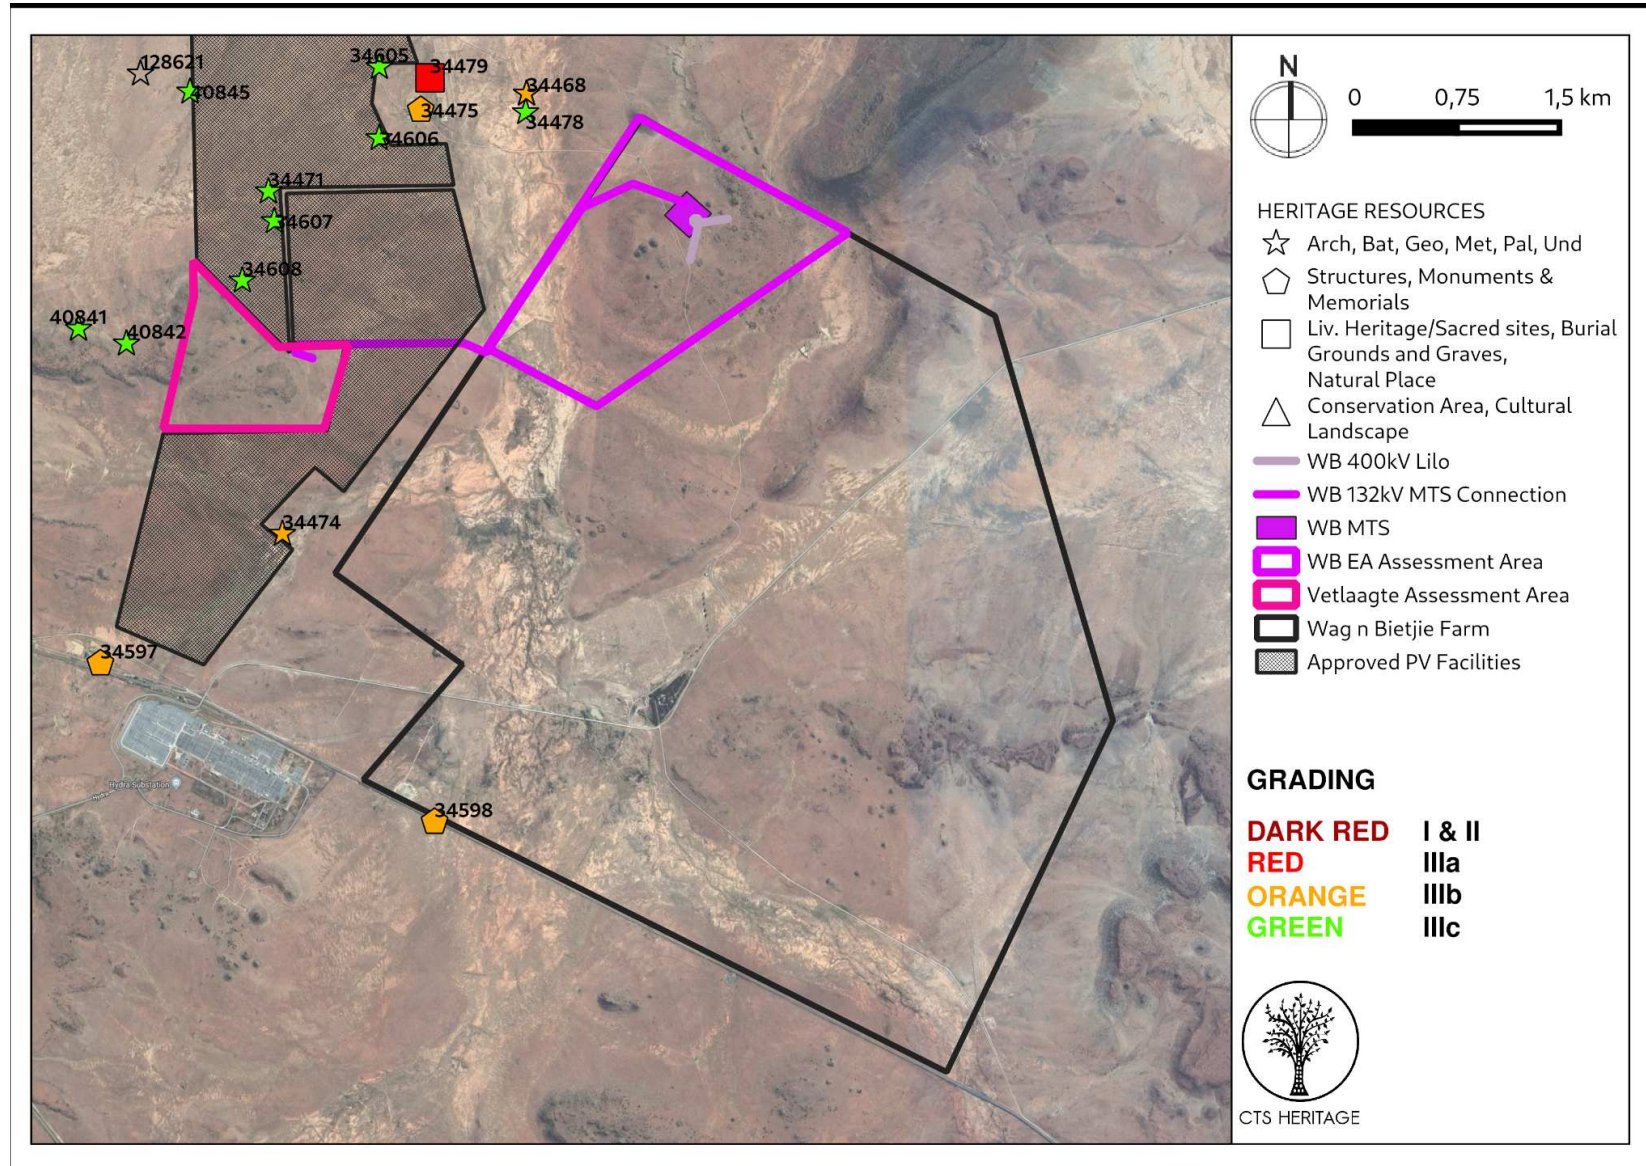 128621
40845
34605
34479
34475
34468
34478
34606
34471
34607
34608
40841
40842
34474
34597
34598
Hydra Substation
Hydra
N
0 0,75 1,5 km
HERITAGE RESOURCES
Arch, Bat, Geo, Met, Pal, Und
Structures, Monuments &
Memorials
Liv. Heritage/Sacred sites, Burial
Grounds and Graves,
Natural Place
Conservation Area, Cultural
Landscape
WB 400kV Lilo
WB 132kV MTS Connection
WB MTS
WB EA Assessment Area
Vetlaagte Assessment Area
Wag n Bietjie Farm
Approved PV Facilities
GRADING
DARK RED I & II
RED IIIa
ORANGE IIIb
GREEN IIIc
CTS HERITAGE